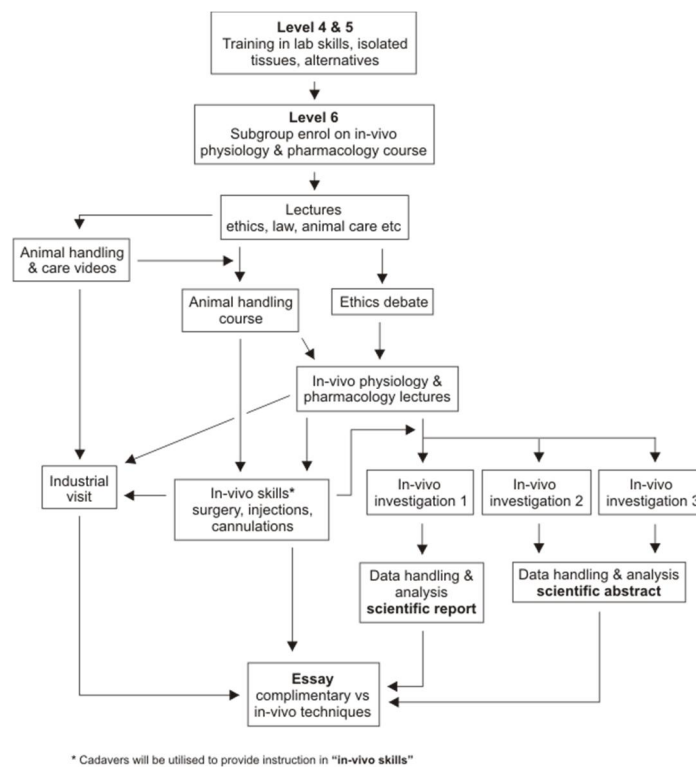 Level 4 & 5
Training in lab skills, isolated
tissues, alternatives
Level 6
Subgroup enrol on in-vivo
physiology & pharmacology course
Lectures
ethics, law, animal care etc
Animal handling
& care videos
Animal handling
course
Ethics debate
In-vivo physiology &
pharmacology lectures
Industrial
visit
In-vivo skills*
surgery, injections,
cannulations
In-vivo
investigation 1
In-vivo
investigation 2
In-vivo
investigation 3
Data handling &
analysis
scientific report
Data handling & analysis
scientific abstract
Essay
complimentary vs
in-vivo techniques
* Cadavers will be utilised to provide instruction in “in-vivo skills”